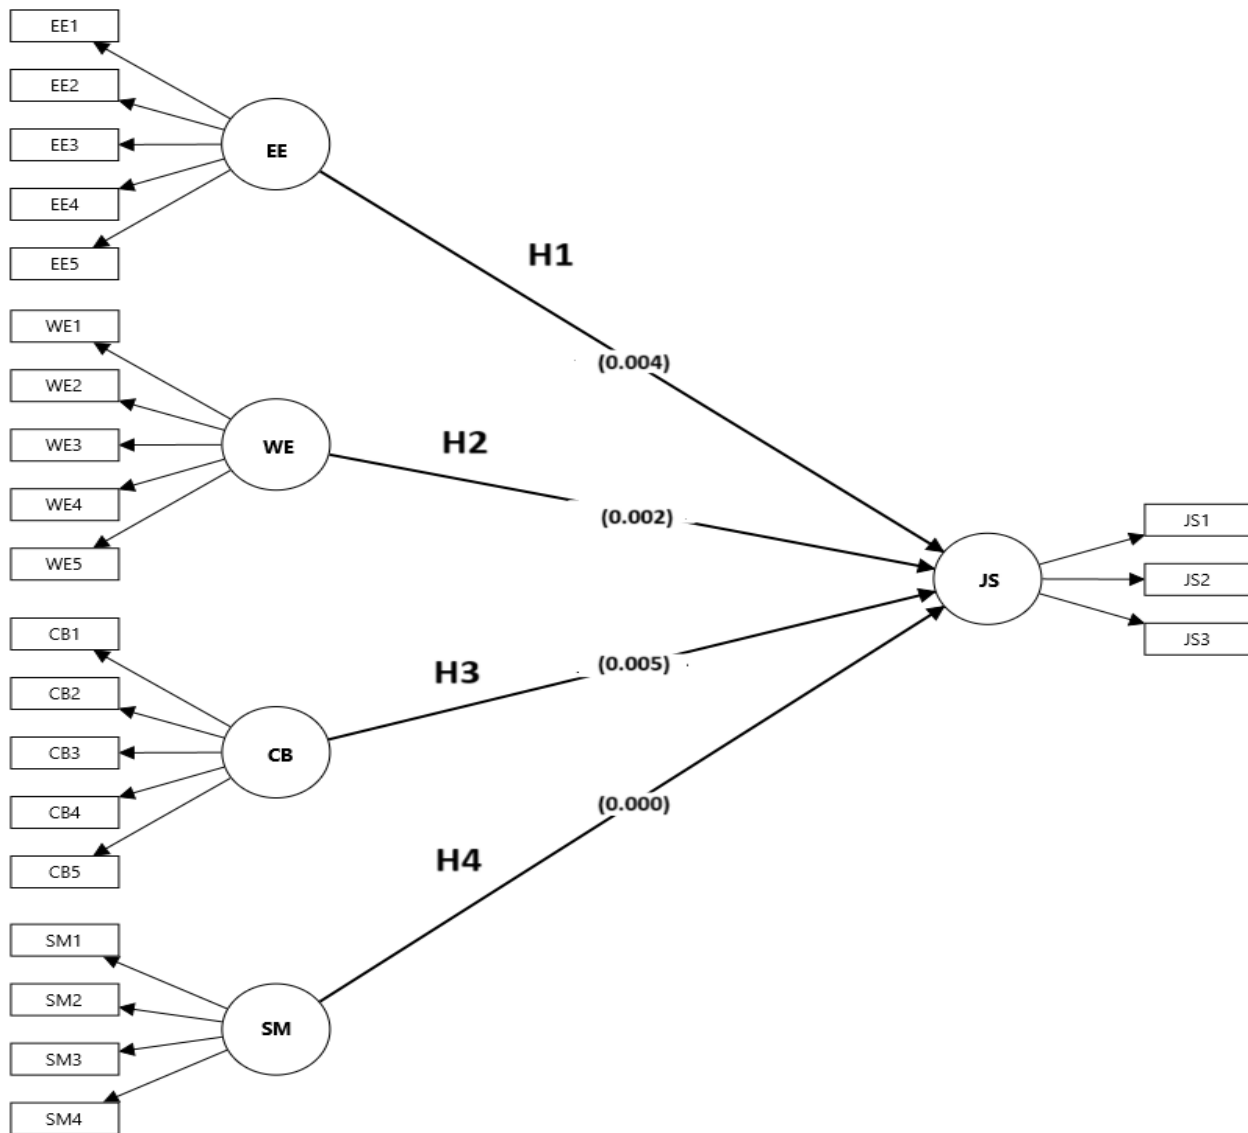 EE1
EE2
EE3
EE4
EE5
EE
H1
(0.004)
WE1
WE2
WE3
WE4
WE5
WE
H2
(0.002)
CB1
CB2
CB3
CB4
CB5
CB
H3
(0.005)
SM1
SM2
SM3
SM4
SM
H4
(0.000)
JS
JS1
JS2
JS3